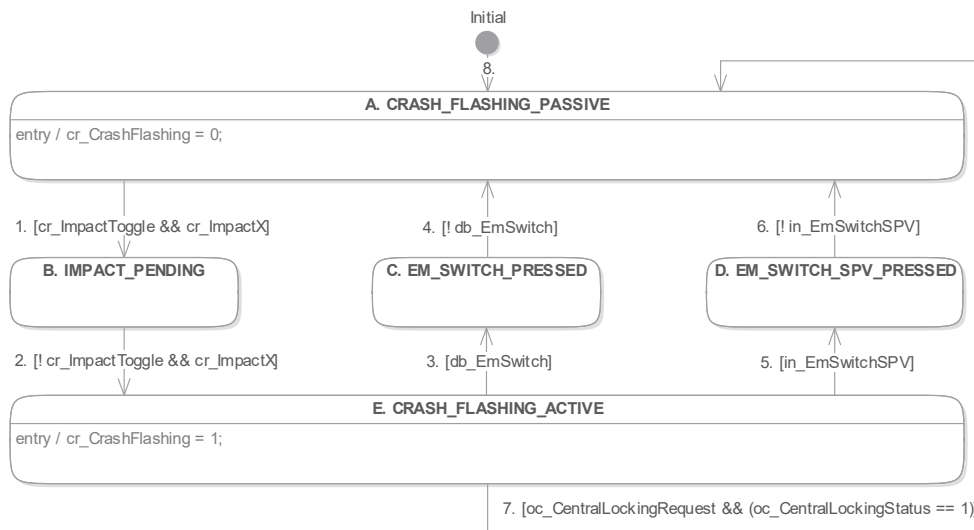 Initial
8.
A. CRASH_FLASHING_PASSIVE
entry / cr_CrashFlashing = 0;
1. [cr_ImpactToggle && cr_ImpactX]
4. [! db_EmSwitch]
6. [! in_EmSwitchSPV]
B. IMPACT_PENDING
C. EM_SWITCH_PRESSED
D. EM_SWITCH_SPV_PRESSED
2. [! cr_ImpactToggle && cr_ImpactX]
3. [db_EmSwitch]
5. [in_EmSwitchSPV]
E. CRASH_FLASHING_ACTIVE
entry / cr_CrashFlashing = 1;
7. [oc_CentralLockingRequest && (oc_CentralLockingStatus == 1)